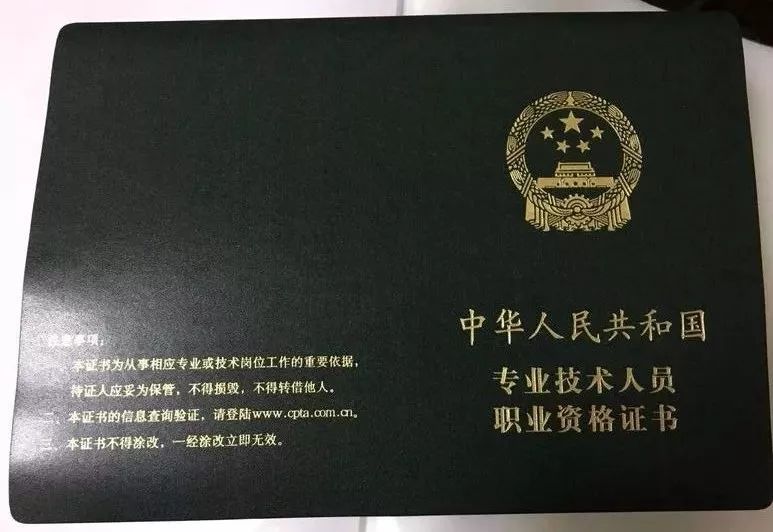 中华人民共和国
专业技术人员
职业资格证书
注意事项：
一、本证书为从事相应专业或技术岗位工作的重要依据，
持证人应妥为保管，不得损毁，不得转借他人。
二、本证书的信息查询验证，请登陆www.cpta.com.cn。
三、本证书不得涂改，一经涂改立即无效。